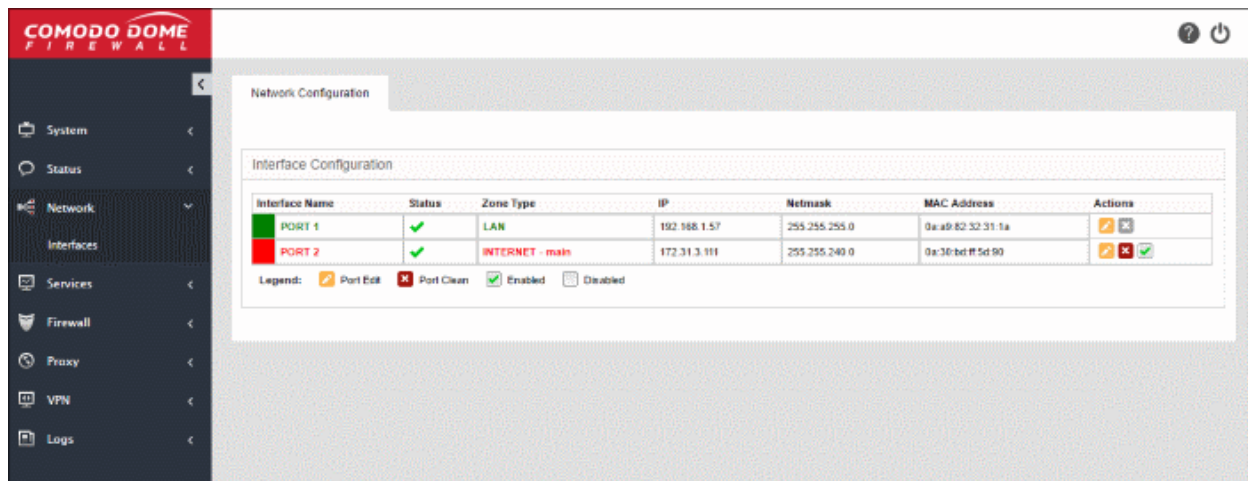 COMODO DOME
FIREWALL
Network Configuration
System
Status
Network
Interfaces
Services
Firewall
Proxy
VPN
Logs
Interface Configuration
Interface Name Status Zone Type IP Netmask MAC Address Actions
PORT 1 LAN 192.168.1.57 255.255.255.0 0a:a9:82:32:31:1a
PORT 2 INTERNET - main 172.31.3.111 255.255.240.0 0a:30:bd:ff:5d:90
Legend: Port Edit Port Clean Enabled Disabled